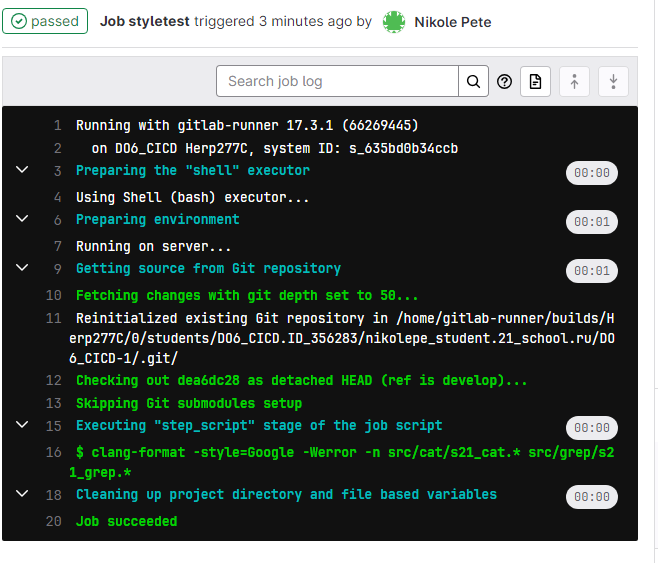 passed Job styletest triggered 3 minutes ago by Nikole Pete
Search job log
1 Running with gitlab-runner 17.3.1 (66269445)
2 on DO6_CICD Herp277C, system ID: s_635bd0b34ccb
3 Preparing the "shell" executor 00:00
4 Using Shell (bash) executor...
6 Preparing environment 00:01
7 Running on server...
9 Getting source from Git repository 00:01
10 Fetching changes with git depth set to 50...
11 Reinitialized existing Git repository in /home/gitlab-runner/builds/H
erp277C/0/students/DO6_CICD.ID_356283/nikolepe_student.21_school.ru/DO
6_CICD-1/.git/
12 Checking out dea6dc28 as detached HEAD (ref is develop)...
13 Skipping Git submodules setup
15 Executing "step_script" stage of the job script 00:00
16 $ clang-format -style=Google -Werror -n src/cat/s21_cat.* src/grep/s2
1_grep.*
18 Cleaning up project directory and file based variables 00:00
20 Job succeeded